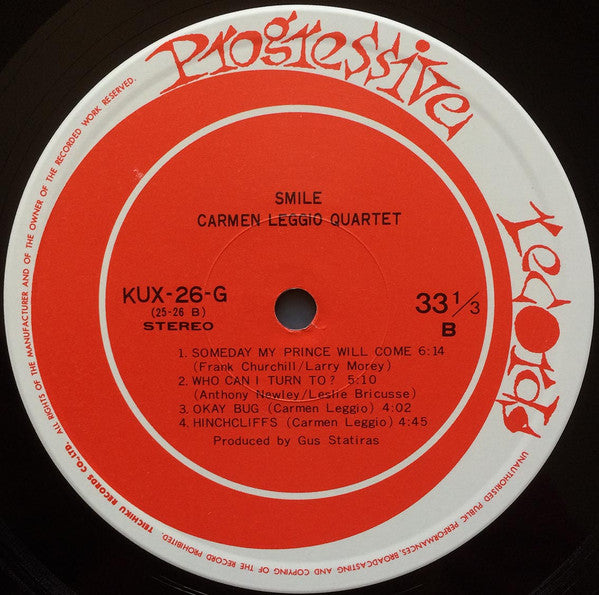 Progressive
records
SMILE
CARMEN LEGGIO QUARTET
KUX-26-G
(25-26 B)
STEREO
33 1/3
B
1. SOMEDAY MY PRINCE WILL COME 6:14
(Frank Churchill/Larry Morey)
2. WHO CAN I TURN TO? 5:10
(Anthony Newley/Leslie Bricusse)
3. OKAY BUG (Carmen Leggio) 4:02
4. HINCHCLIFFS (Carmen Leggio) 4:45
Produced by Gus Statiras
TEICHIKU RECORDS CO.,LTD. ALL RIGHTS OF THE MANUFACTURER AND OF THE OWNER OF THE RECORDED WORK RESERVED.
UNAUTHORISED PUBLIC PERFORMANCES, BROADCASTING AND COPYING OF THE RECORD PROHIBITED.